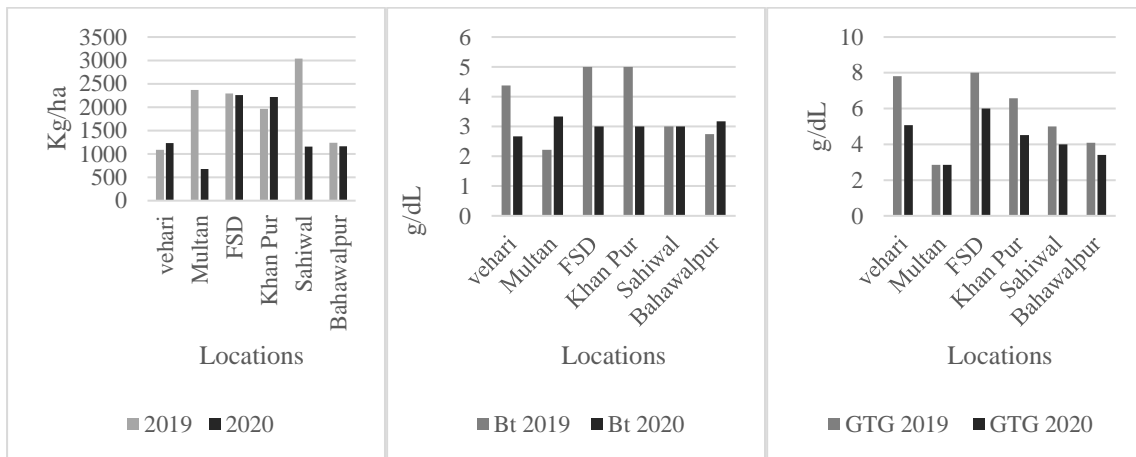 3500
3000
2500
2000
1500
1000
500
0
Kg/ha
vehari
Multan
FSD
Khan Pur
Sahiwal
Bahawalpur
Locations
2019 2020
6
5
4
3
2
1
0
g/dL
vehari
Multan
FSD
Khan Pur
Sahiwal
Bahawalpur
Locations
Bt 2019 Bt 2020
10
8
6
4
2
0
g/dL
vehari
Multan
FSD
Khan Pur
Sahiwal
Bahawalpur
Locations
GTG 2019 GTG 2020